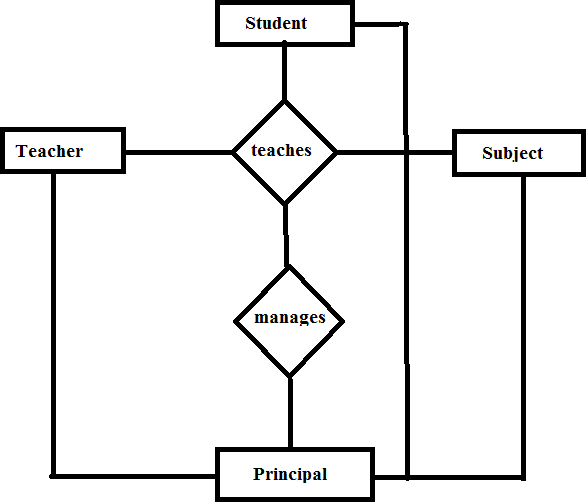 Student
Teacher
teaches
Subject
manages
Principal